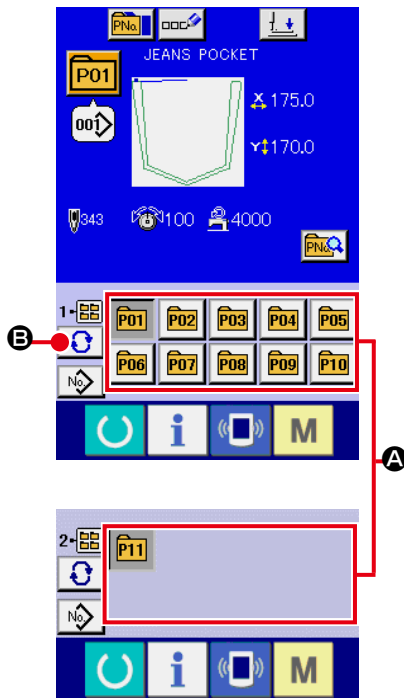 PNo.
JEANS POCKET
P01
001
X 175.0
Y 170.0
343 100 4000
PNo.
1-
P01 P02 P03 P04 P05
B
P06 P07 P08 P09 P10
No.
i M
A
2-
P11
No.
i M